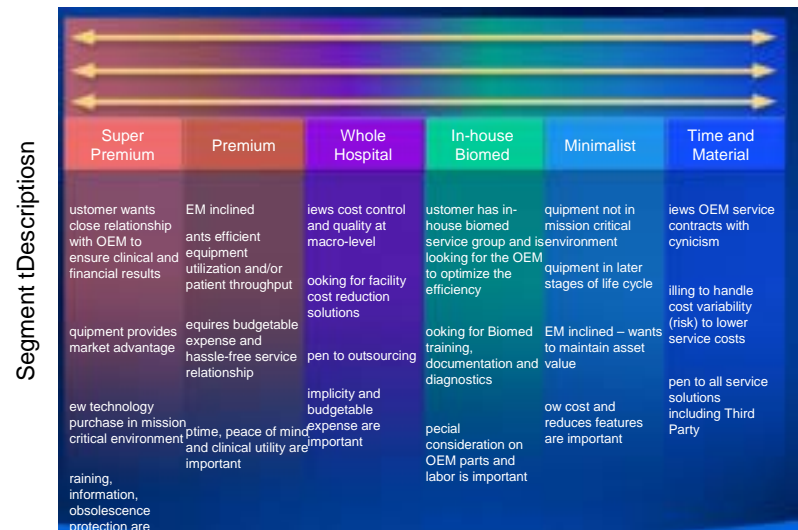 Segment tDescriptiosn
Super
Premium
Premium
Whole
Hospital
In-house
Biomed
Minimalist
Time and
Material
ustomer wants
close relationship
with OEM to
ensure clinical and
financial results
quipment provides
market advantage
ew technology
purchase in mission
critical environment
raining,
information,
obsolescence
protection are
EM inclined
ants efficient
equipment
utilization and/or
patient throughput
equires budgetable
expense and
hassle-free service
relationship
ptime, peace of mind
and clinical utility are
important
iews cost control
and quality at
macro-level
ooking for facility
cost reduction
solutions
pen to outsourcing
implicity and
budgetable
expense are
important
ustomer has in-
house biomed
service group and is
looking for the OEM
to optimize the
efficiency
ooking for Biomed
training,
documentation and
diagnostics
pecial
consideration on
OEM parts and
labor is important
quipment not in
mission critical
environment
quipment in later
stages of life cycle
EM inclined – wants
to maintain asset
value
ow cost and
reduces features
are important
iews OEM service
contracts with
cynicism
illing to handle
cost variability
(risk) to lower
service costs
pen to all service
solutions
including Third
Party